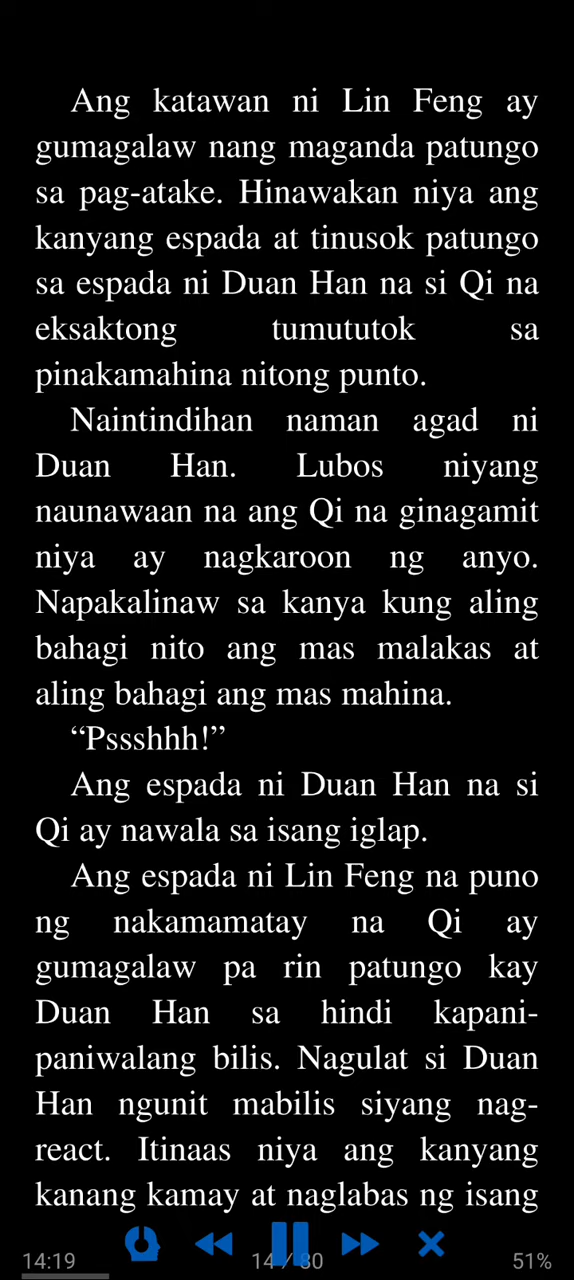 Ang katawan ni Lin Feng ay
gumagalaw nang maganda patungo
sa pag-atake. Hinawakan niya ang
kanyang espada at tinusok patungo
sa espada ni Duan Han na si Qi na
eksaktong tumututok sa
pinakamahina nitong punto.
Naintindihan naman agad ni
Duan Han. Lubos niyang
naunawaan na ang Qi na ginagamit
niya ay nagkaroon ng anyo.
Napakalinaw sa kanya kung aling
bahagi nito ang mas malakas at
aling bahagi ang mas mahina.
“Pssshhh!”
Ang espada ni Duan Han na si
Qi ay nawala sa isang iglap.
Ang espada ni Lin Feng na puno
ng nakamamatay na Qi ay
gumagalaw pa rin patungo kay
Duan Han sa hindi kapani-
paniwalang bilis. Nagulat si Duan
Han ngunit mabilis siyang nag-
react. Itinaas niya ang kanyang
kanang kamay at naglabas ng isang
14:19 14 / 80 51%